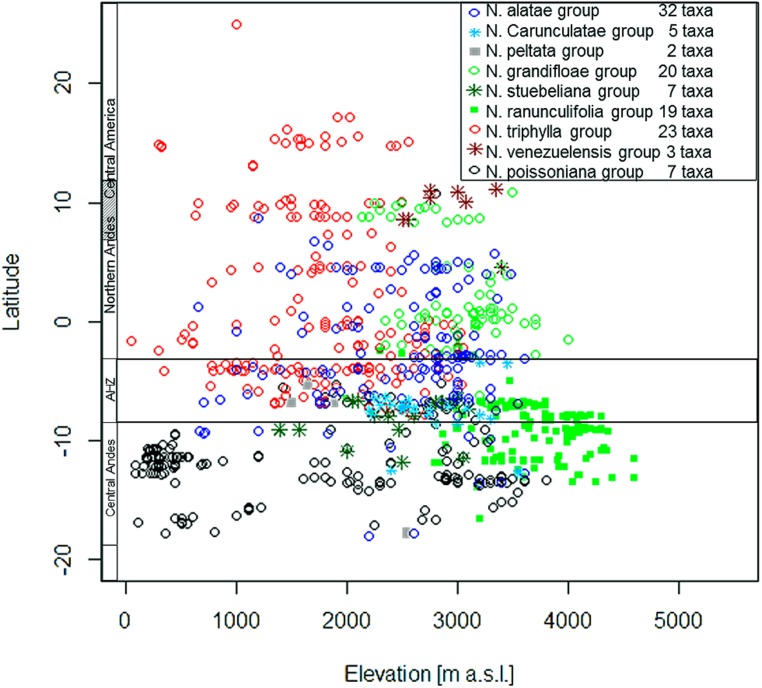 N. alatae group 32 taxa
N. Carunculatae group 5 taxa
N. peltata group 2 taxa
N. grandifloae group 20 taxa
N. stuebeliana group 7 taxa
N. ranunculifolia group 19 taxa
N. triphylla group 23 taxa
N. venezuelensis group 3 taxa
N. poissoniana group 7 taxa
Latitude
20
10
0
-10
-20
Central America
Northern Andes
AHZ
Central Andes
0 1000 2000 3000 4000 5000
Elevation [m a.s.l.]